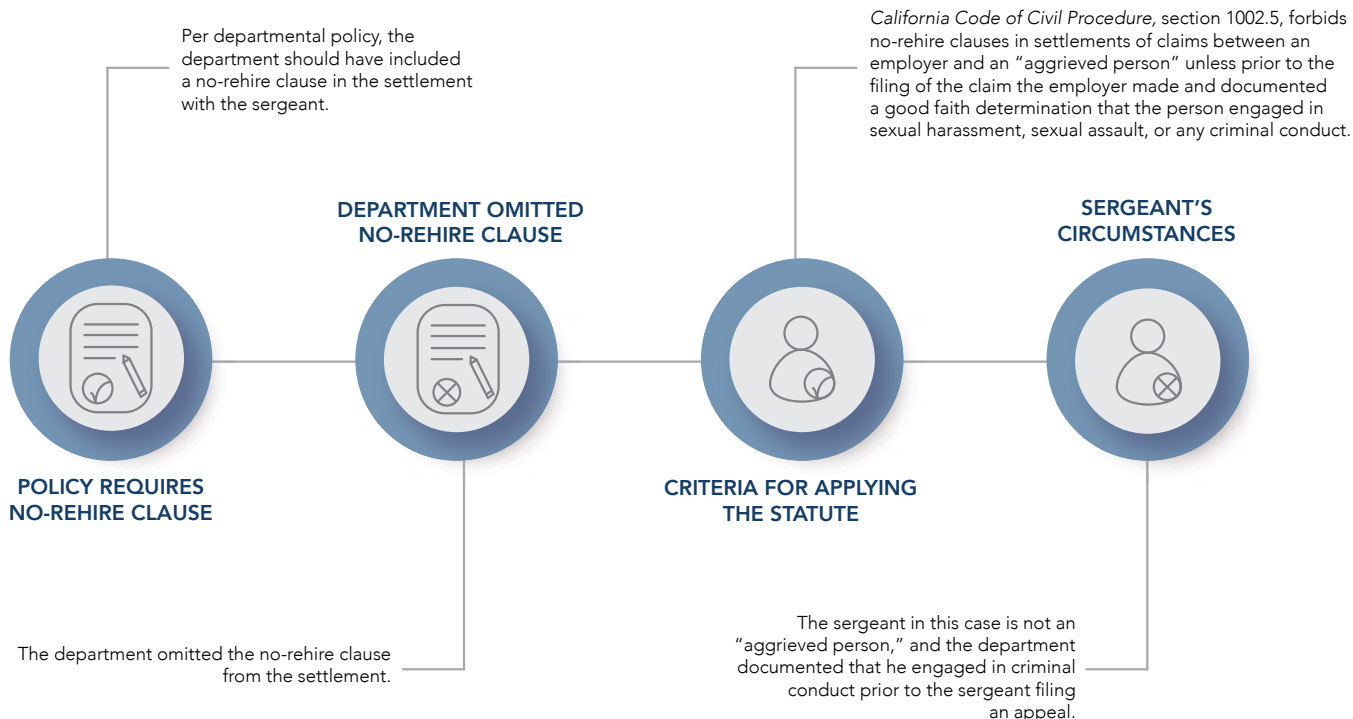 Per departmental policy, the
department should have included
a no-rehire clause in the settlement
with the sergeant.
POLICY REQUIRES
NO-REHIRE CLAUSE
DEPARTMENT OMITTED
NO-REHIRE CLAUSE
The department omitted the no-rehire clause
from the settlement.
California Code of Civil Procedure, section 1002.5, forbids
no-rehire clauses in settlements of claims between an
employer and an “aggrieved person” unless prior to the
filing of the claim the employer made and documented
a good faith determination that the person engaged in
sexual harassment, sexual assault, or any criminal conduct.
CRITERIA FOR APPLYING
THE STATUTE
SERGEANT’S
CIRCUMSTANCES
The sergeant in this case is not an
“aggrieved person,” and the department
documented that he engaged in criminal
conduct prior to the sergeant filing
an appeal.